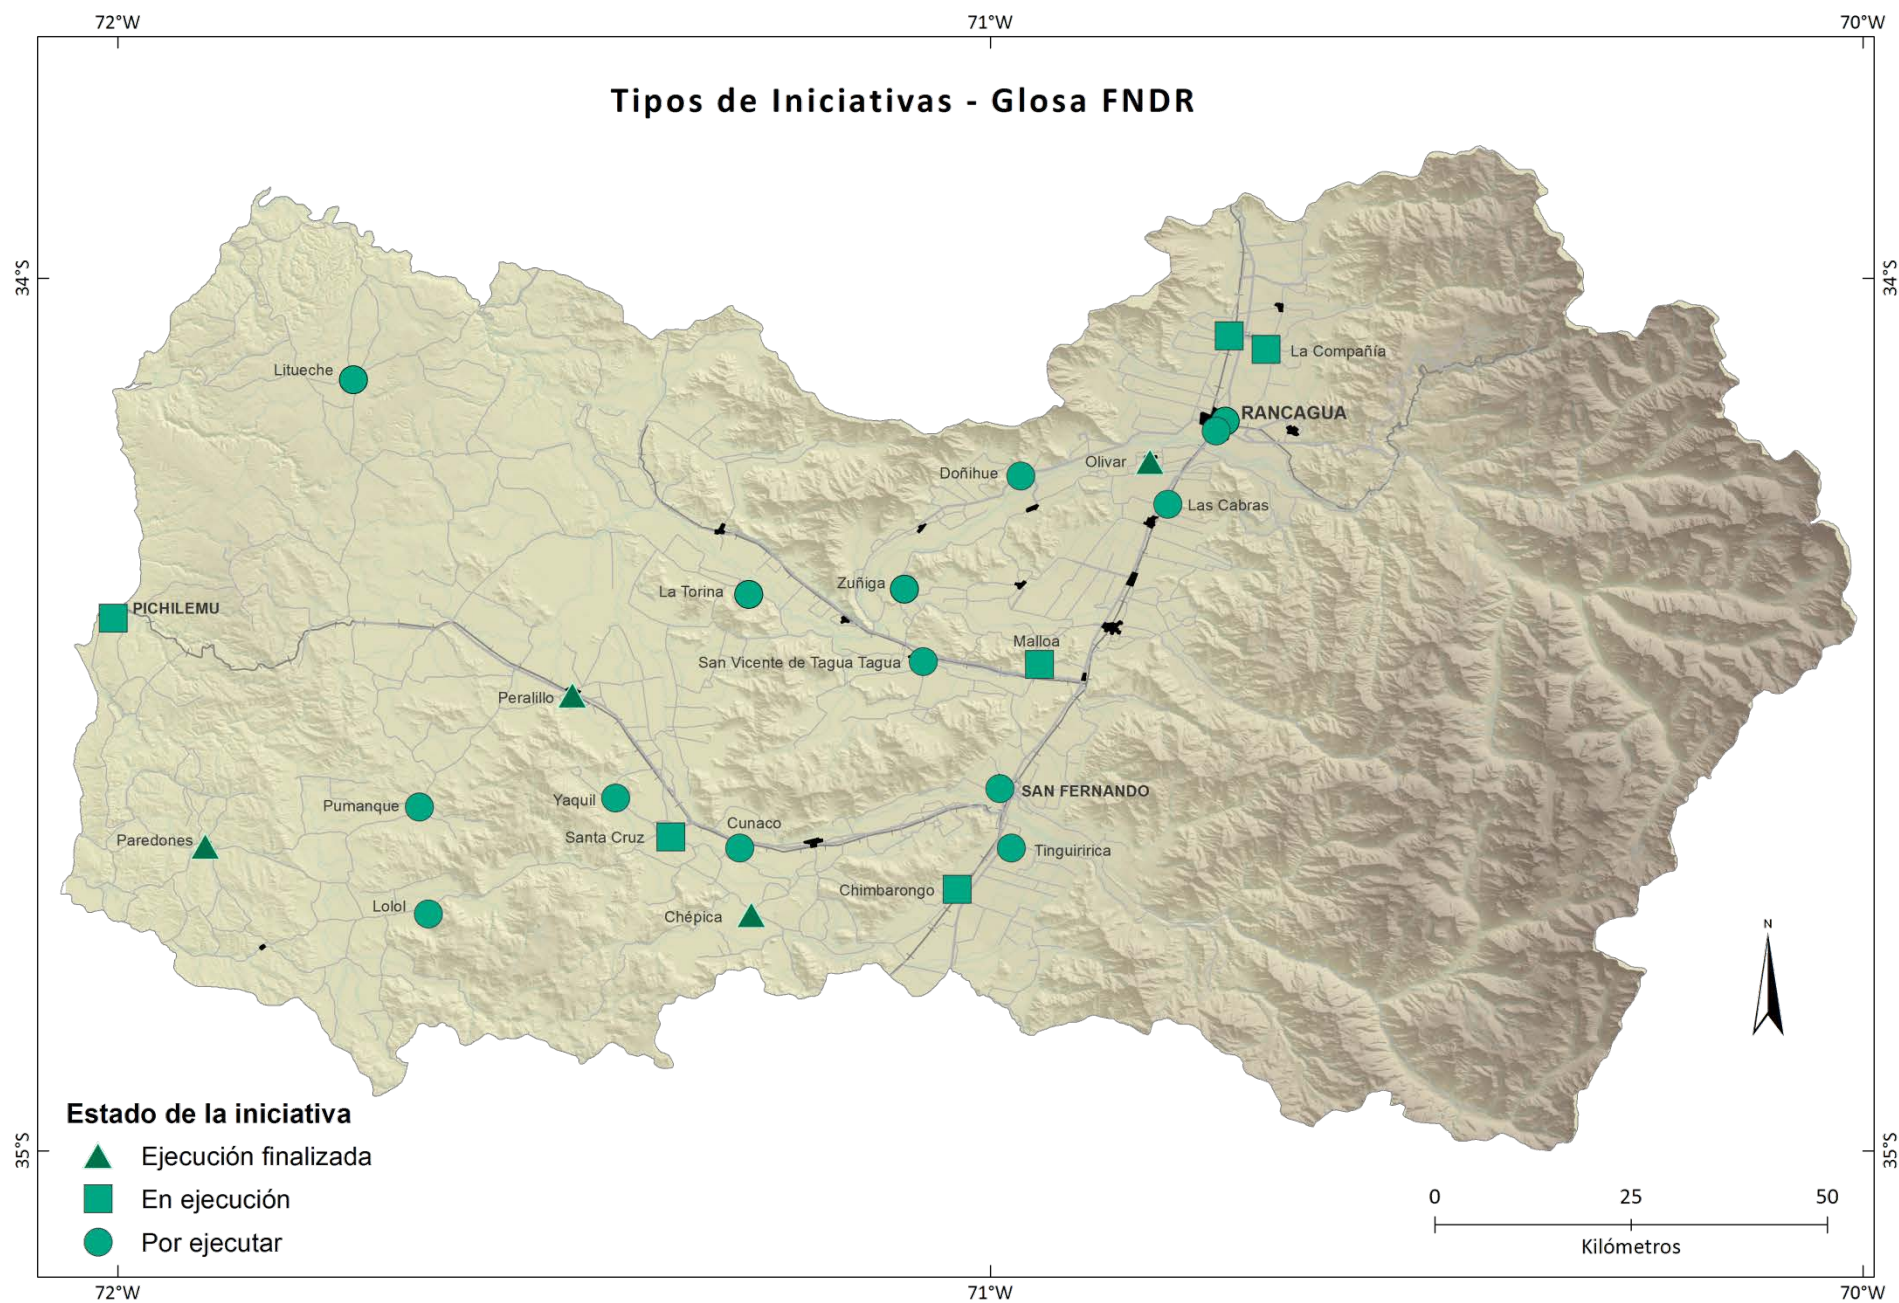 72°W
71°W
70°W
Tipos de Iniciativas - Glosa FNDR
34°S
34°S
La Compañía
Litueche
RANCAGUA
Olivar
Doñihue
Las Cabras
Zuñiga
La Torina
PICHILEMU
Malloa
San Vicente de Tagua Tagua
Peralillo
SAN FERNANDO
Yaquil
Pumanque
Cunaco
Santa Cruz
Paredones
Tinguiririca
Chimbarongo
Lolol
Chépica
N
Estado de la iniciativa
Ejecución finalizada
En ejecución
Por ejecutar
35°S
35°S
0 25 50
Kilómetros
72°W
71°W
70°W